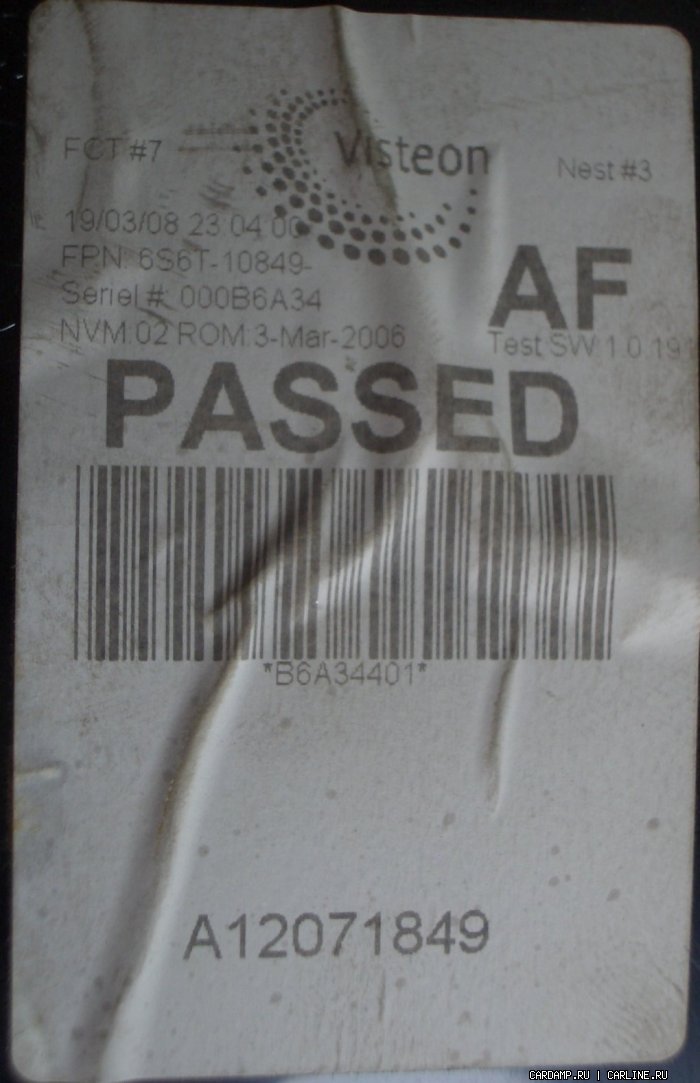 Visteon
FCT #7
Nest #3
19/03/08 23 04 00
FPN: 6S6T-10849-
AF
Seriel #: 000B6A34
NVM:02 ROM:3-Mar-2006
Test SW 1.0.19
PASSED
*B6A34401*
A12071849
CARDAMP.RU | CARLINE.RU